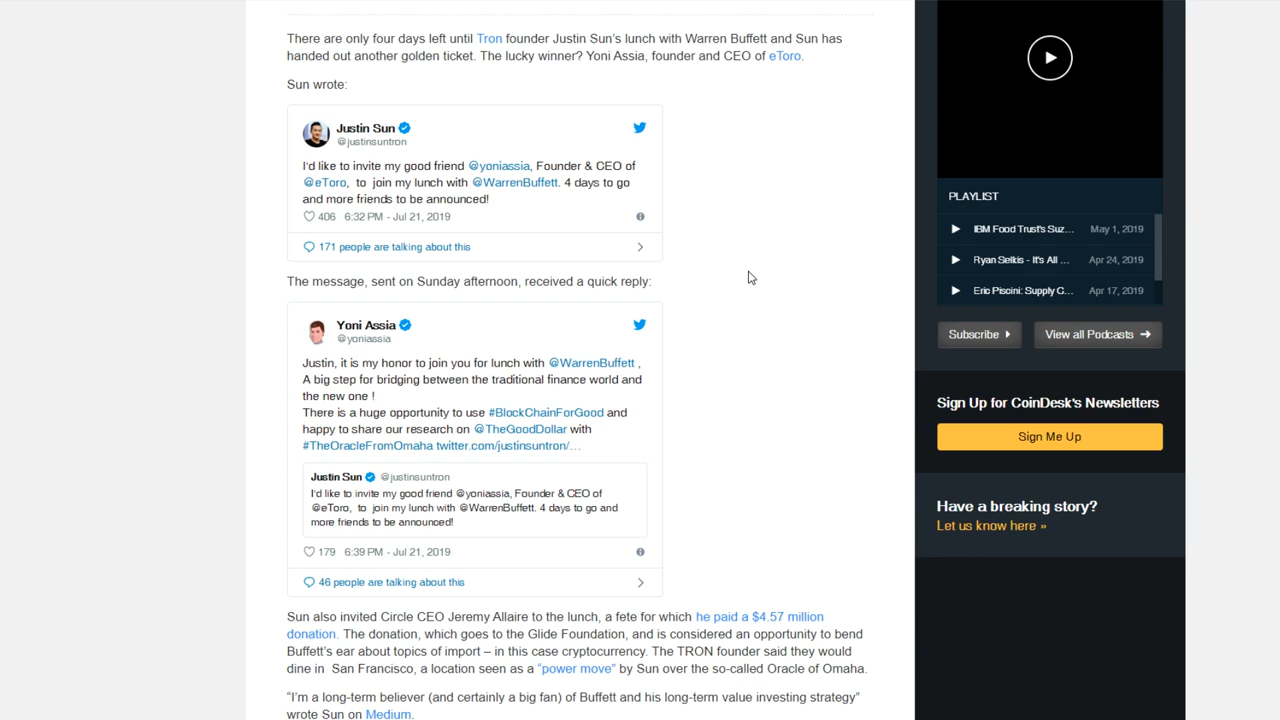 There are only four days left until Tron founder Justin Sun's lunch with Warren Buffett and Sun has
handed out another golden ticket. The lucky winner? Yoni Assia, founder and CEO of eToro.
Sun wrote:
Justin Sun
@justinsuntron
I'd like to invite my good friend @yoniassia, Founder & CEO of
@eToro, to join my lunch with @WarrenBuffett. 4 days to go
and more friends to be announced!
406 6:32 PM - Jul 21, 2019
171 people are talking about this
The message, sent on Sunday afternoon, received a quick reply:
Yoni Assia
@yoniassia
Justin, it is my honor to join you for lunch with @WarrenBuffett ,
A big step for bridging between the traditional finance world and
the new one !
There is a huge opportunity to use #BlockChainForGood and
happy to share our research on @TheGoodDollar with
#TheOracleFromOmaha twitter.com/justinsuntron/…
Justin Sun @justinsuntron
I'd like to invite my good friend @yoniassia, Founder & CEO of
@eToro, to join my lunch with @WarrenBuffett. 4 days to go and
more friends to be announced!
179 6:39 PM - Jul 21, 2019
46 people are talking about this
Sun also invited Circle CEO Jeremy Allaire to the lunch, a fete for which he paid a $4.57 million
donation. The donation, which goes to the Glide Foundation, and is considered an opportunity to bend
Buffett's ear about topics of import – in this case cryptocurrency. The TRON founder said they would
dine in San Francisco, a location seen as a "power move" by Sun over the so-called Oracle of Omaha.
"I'm a long-term believer (and certainly a big fan) of Buffett and his long-term value investing strategy"
wrote Sun on Medium.
PLAYLIST
IBM Food Trust's Suz... May 1, 2019
Ryan Selkis - It's All ... Apr 24, 2019
Eric Piscini: Supply C... Apr 17, 2019
Subscribe View all Podcasts
Sign Up for CoinDesk's Newsletters
Sign Me Up
Have a breaking story?
Let us know here »